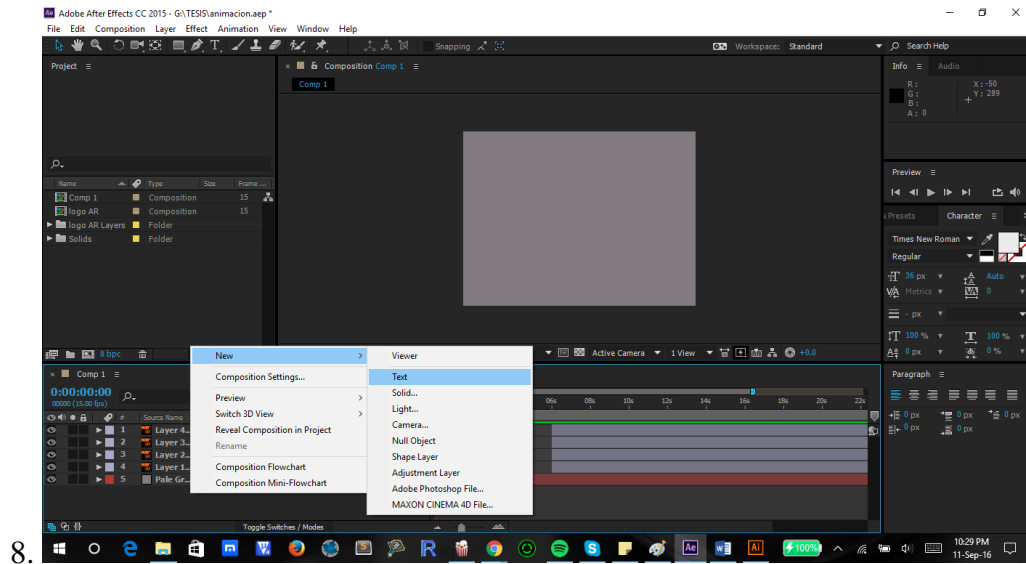 Adobe After Effects CC 2015 - G:\TESIS\animacion.aep *
File Edit Composition Layer Effect Animation View Window Help
Snapping
Workspace: Standard
Search Help
Project
Composition Comp 1
Comp 1
Info Audio
R : X : -50
G : Y : 289
B :
A : 0
Name Type Size Frame ...
Comp 1 Composition 15
logo AR Composition 15
logo AR Layers Folder
Solids Folder
Preview
Presets Character
Times New Roman
Regular
36 px Auto
Metrics 0
- px
100 % 100 %
0 px 0 %
8 bpc
Active Camera 1 View +0.0
New
Composition Settings...
Preview
Switch 3D View
Reveal Composition in Project
Rename
Composition Flowchart
Composition Mini-Flowchart
Viewer
Text
Solid...
Light...
Camera...
Null Object
Shape Layer
Adjustment Layer
Adobe Photoshop File...
MAXON CINEMA 4D File...
Comp 1
0:00:00:00
00000 (15.00 fps)
06s 08s 10s 12s 14s 16s 18s 20s 22s
# Source Name
1 Layer 4..
2 Layer 3..
3 Layer 2..
4 Layer 1..
5 Pale Gr..
Paragraph
0 px 0 px 0 px
0 px 0 px
Toggle Switches / Modes
8.
100%
10:29 PM
11-Sep-16